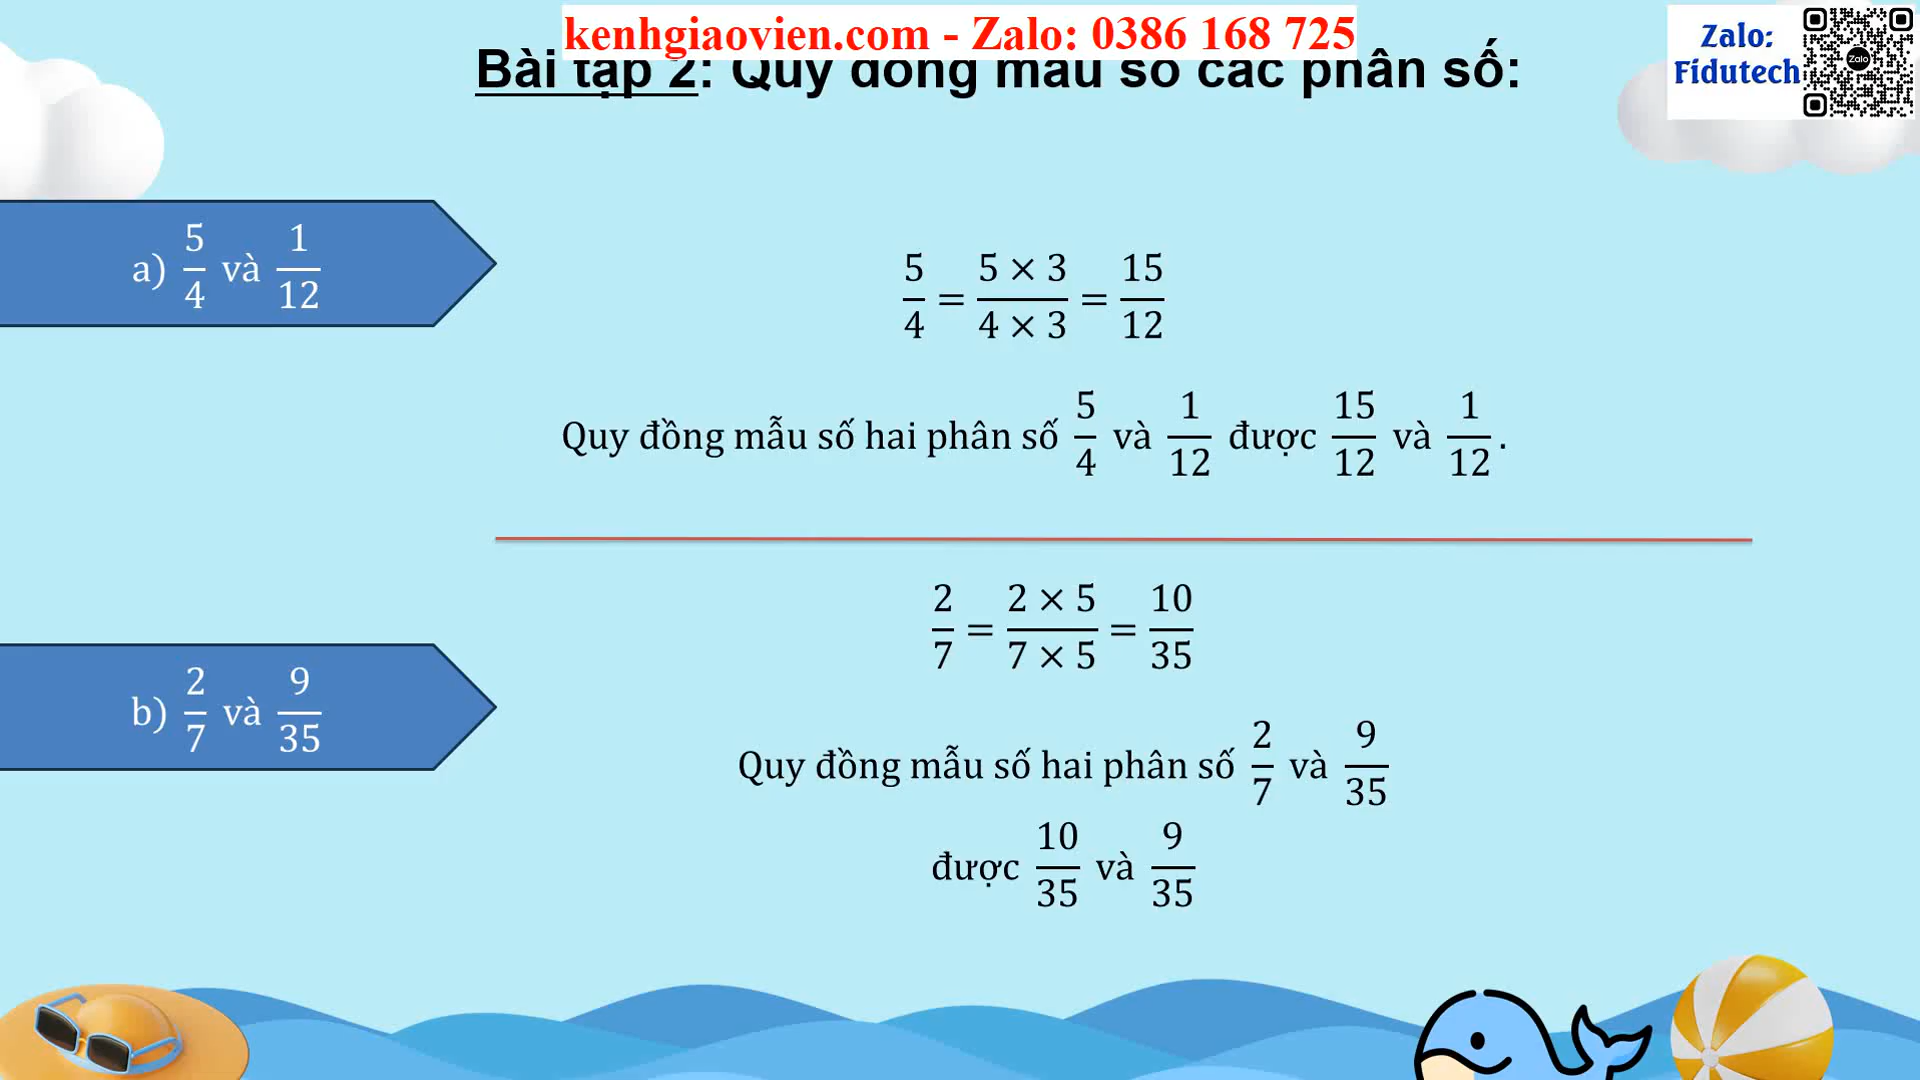 kenhgiaovien.com - Zalo: 0386 168 725
Zalo:
Fidutech
Zalo
Bài tập 2: Quy đồng mẫu số các phân số:
a) 5/4 và 1/12
5/4 = (5 × 3)/(4 × 3) = 15/12
Quy đồng mẫu số hai phân số 5/4 và 1/12 được 15/12 và 1/12.
b) 2/7 và 9/35
2/7 = (2 × 5)/(7 × 5) = 10/35
Quy đồng mẫu số hai phân số 2/7 và 9/35
được 10/35 và 9/35